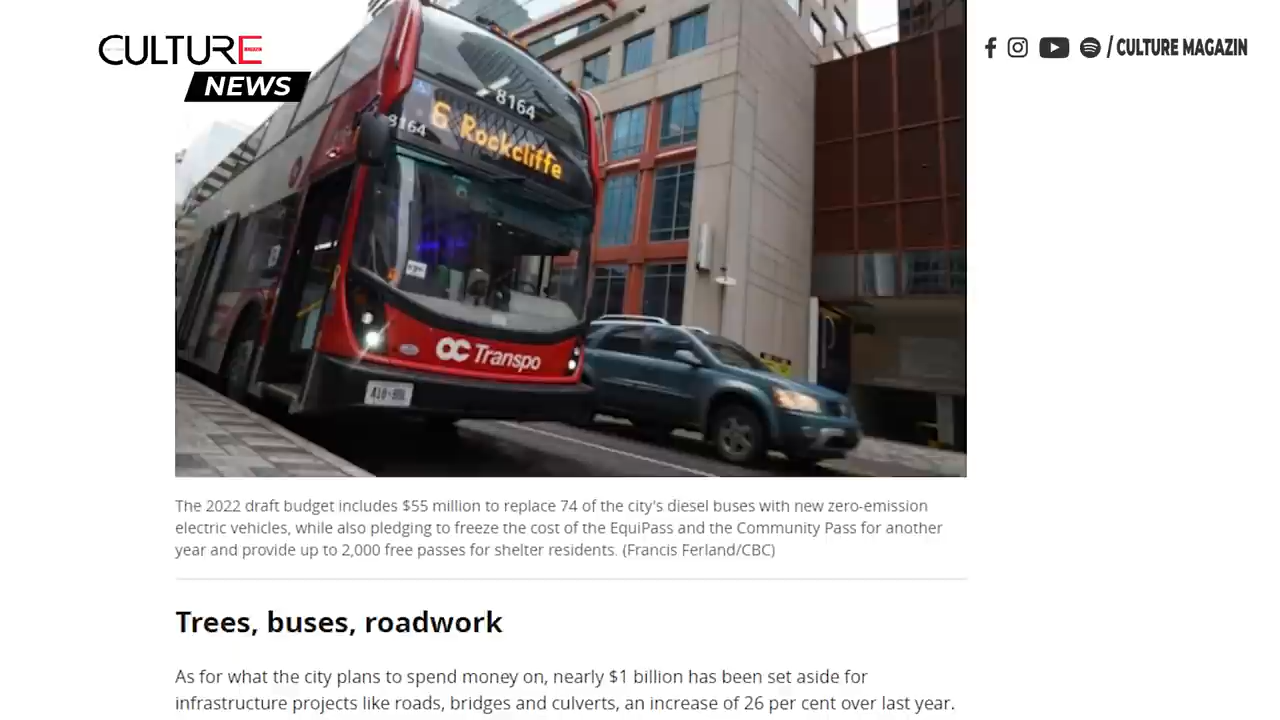 CULTURE
NEWS
/ CULTURE MAGAZIN
8164
8164
6 Rockcliffe
OC Transpo
The 2022 draft budget includes $55 million to replace 74 of the city's diesel buses with new zero-emission
electric vehicles, while also pledging to freeze the cost of the EquiPass and the Community Pass for another
year and provide up to 2,000 free passes for shelter residents. (Francis Ferland/CBC)
Trees, buses, roadwork
As for what the city plans to spend money on, nearly $1 billion has been set aside for
infrastructure projects like roads, bridges and culverts, an increase of 26 per cent over last year.